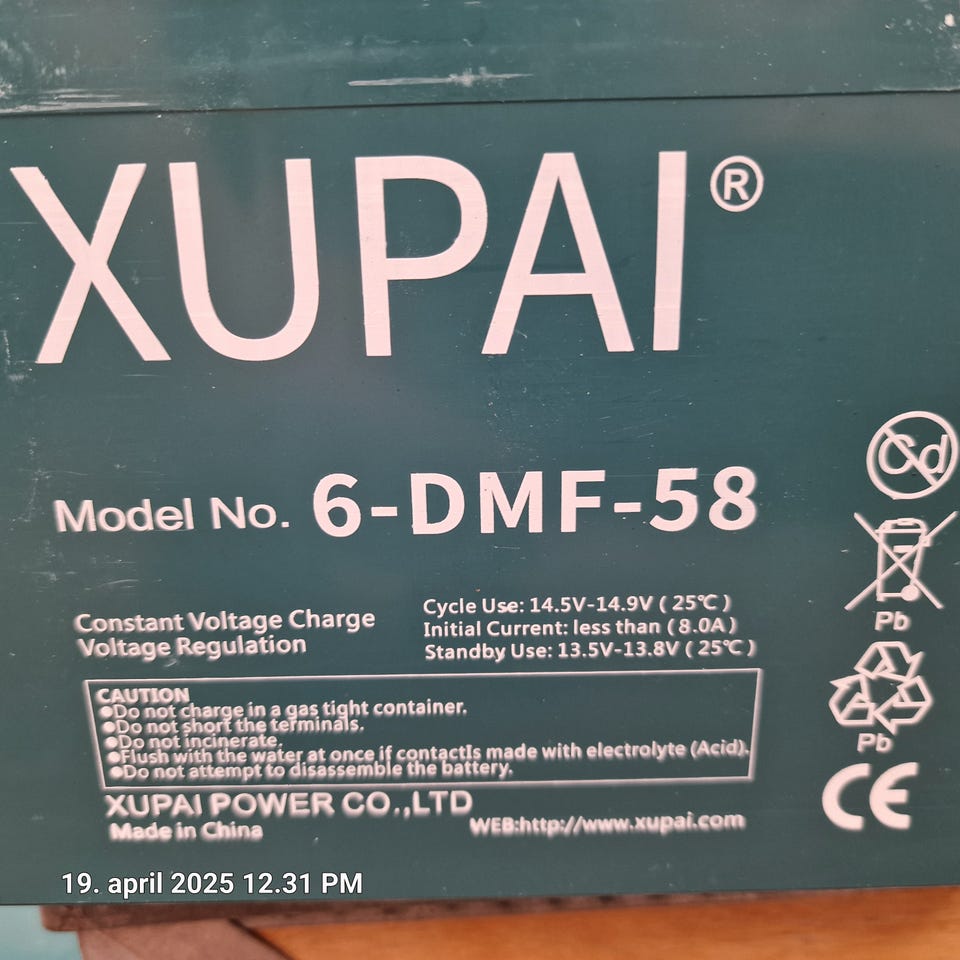 XUPAI®
Model No. 6-DMF-58
Constant Voltage Charge
Voltage Regulation
Cycle Use: 14.5V-14.9V ( 25℃ )
Initial Current: less than ( 8.0A )
Standby Use: 13.5V-13.8V ( 25℃ )
CAUTION
●Do not charge in a gas tight container.
●Do not short the terminals.
●Do not incinerate.
●Flush with the water at once if contactIs made with electrolyte (Acid).
●Do not attempt to disassemble the battery.
XUPAI POWER CO.,LTD
Made in China
WEB:http://www.xupai.com
Cd
Pb
Pb
CE
19. april 2025 12.31 PM